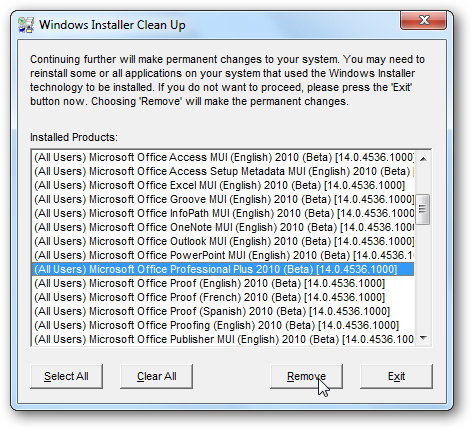 Windows Installer Clean Up
Continuing further will make permanent changes to your system. You may need to
reinstall some or all applications on your system that used the Windows Installer
technology to be installed. If you do not want to proceed, please press the 'Exit'
button now. Choosing 'Remove' will make the permanent changes.
Installed Products:
(All Users) Microsoft Office Access MUI (English) 2010 (Beta) [14.0.4536.1000]
(All Users) Microsoft Office Access Setup Metadata MUI (English) 2010 (Beta) [
(All Users) Microsoft Office Excel MUI (English) 2010 (Beta) [14.0.4536.1000]
(All Users) Microsoft Office Groove MUI (English) 2010 (Beta) [14.0.4536.1000]
(All Users) Microsoft Office InfoPath MUI (English) 2010 (Beta) [14.0.4536.1000]
(All Users) Microsoft Office OneNote MUI (English) 2010 (Beta) [14.0.4536.1000]
(All Users) Microsoft Office Outlook MUI (English) 2010 (Beta) [14.0.4536.1000]
(All Users) Microsoft Office PowerPoint MUI (English) 2010 (Beta) [14.0.4536.10
(All Users) Microsoft Office Professional Plus 2010 (Beta) [14.0.4536.1000]
(All Users) Microsoft Office Proof (English) 2010 (Beta) [14.0.4536.1000]
(All Users) Microsoft Office Proof (French) 2010 (Beta) [14.0.4536.1000]
(All Users) Microsoft Office Proof (Spanish) 2010 (Beta) [14.0.4536.1000]
(All Users) Microsoft Office Proofing (English) 2010 (Beta) [14.0.4536.1000]
(All Users) Microsoft Office Publisher MUI (English) 2010 (Beta) [14.0.4536.1000
Select All Clear All Remove Exit